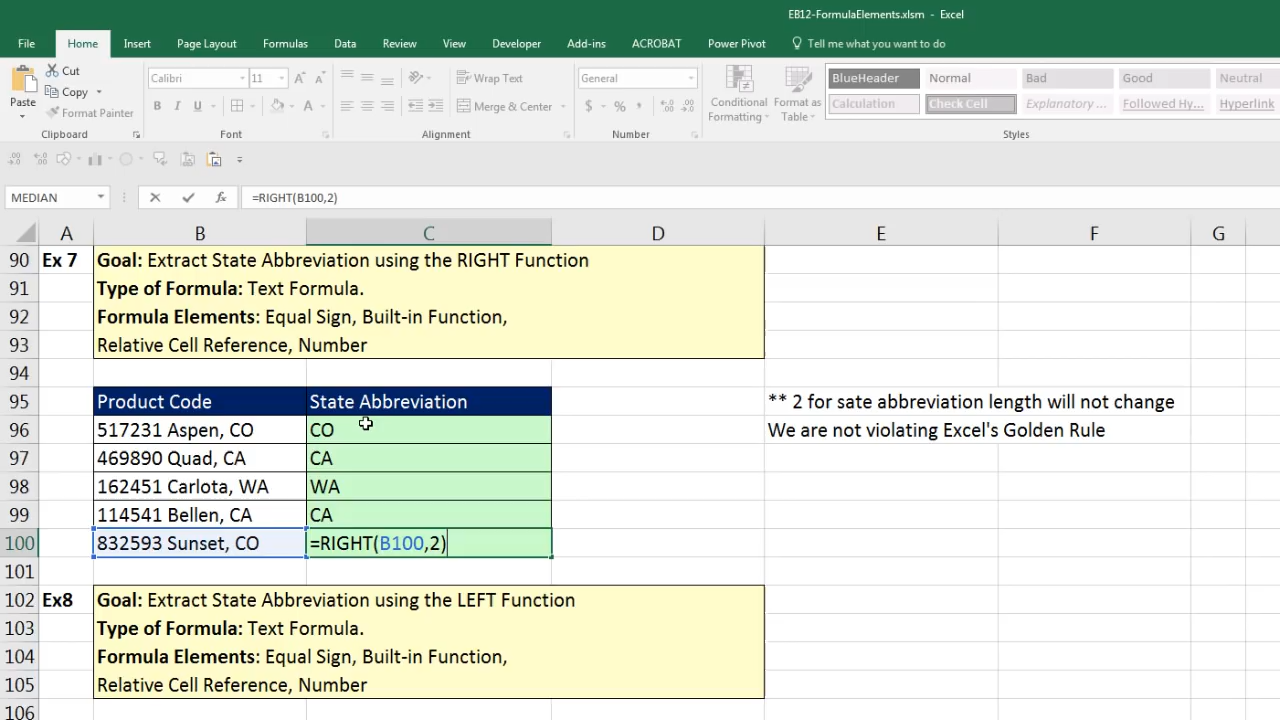 EB12-FormulaElements.xlsm - Excel
File Home Insert Page Layout Formulas Data Review View Developer Add-ins ACROBAT Power Pivot Tell me what you want to do
Paste
Cut
Copy
Format Painter
Clipboard
Calibri 11
B I U A
Font
Wrap Text
Merge & Center
Alignment
General
$ % ,
Number
Conditional Formatting
Format as Table
BlueHeader Normal Bad Good Neutral
Calculation Check Cell Explanatory ... Followed Hy... Hyperlink
Styles
MEDIAN fx =RIGHT(B100,2)
A B C D E F G
90 Ex 7 Goal: Extract State Abbreviation using the RIGHT Function
91 Type of Formula: Text Formula.
92 Formula Elements: Equal Sign, Built-in Function,
93 Relative Cell Reference, Number
94
95 Product Code State Abbreviation ** 2 for sate abbreviation length will not change
96 517231 Aspen, CO CO We are not violating Excel's Golden Rule
97 469890 Quad, CA CA
98 162451 Carlota, WA WA
99 114541 Bellen, CA CA
100 832593 Sunset, CO =RIGHT(B100,2)
101
102 Ex8 Goal: Extract State Abbreviation using the LEFT Function
103 Type of Formula: Text Formula.
104 Formula Elements: Equal Sign, Built-in Function,
105 Relative Cell Reference, Number
106